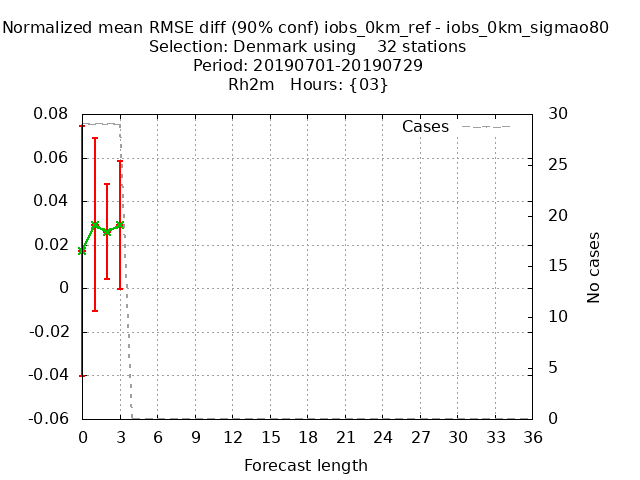 Normalized mean RMSE diff (90% conf) iobs_0km_ref - iobs_0km_sigmao80
Selection: Denmark using    32 stations
Period: 20190701-20190729
Rh2m   Hours: {03}
Cases
0.08
0.06
0.04
0.02
0
-0.02
-0.04
-0.06
30
25
20
15
10
5
0
No cases
0 3 6 9 12 15 18 21 24 27 30 33 36
Forecast length